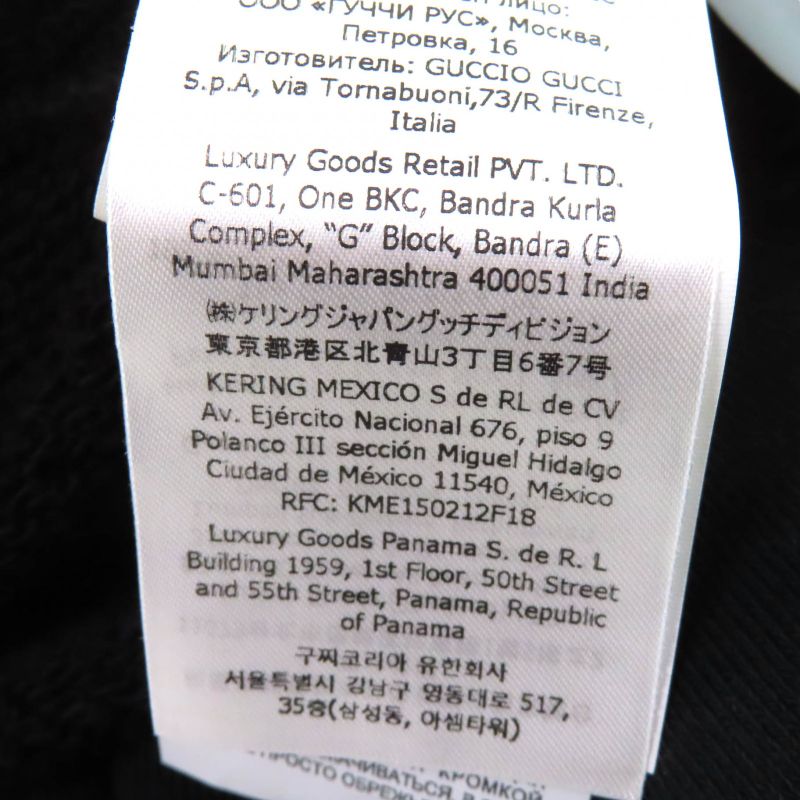 лицо:
ООО «ГУЧЧИ РУС», Москва,
Петровка, 16
Изготовитель: GUCCIO GUCCI
S.p.A, via Tornabuoni,73/R Firenze,
Italia
Luxury Goods Retail PVT. LTD.
C-601, One BKC, Bandra Kurla
Complex, “G” Block, Bandra (E)
Mumbai Maharashtra 400051 India
㈱ケリングジャパングッチディビジョン
東京都港区北青山3丁目6番7号
KERING MEXICO S de RL de CV
Av. Ejército Nacional 676, piso 9
Polanco III sección Miguel Hidalgo
Ciudad de México 11540, México
RFC: KME150212F18
Luxury Goods Panama S. de R. L
Building 1959, 1st Floor, 50th Street
and 55th Street, Panama, Republic
of Panama
구찌코리아 유한회사
서울특별시 강남구 영동대로 517,
35층(삼성동, 아셈타워)
КРОМКОЙ
ПРОСТО